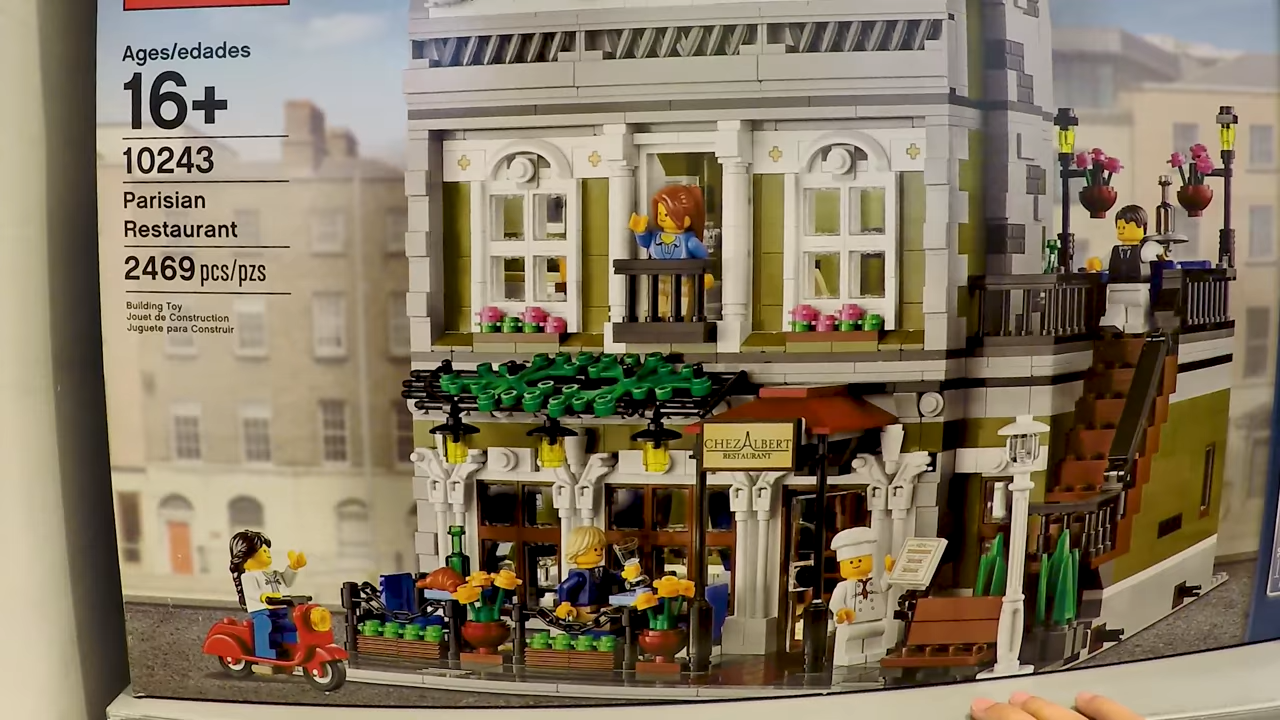 Ages/edades
16+
10243
Parisian
Restaurant
2469 pcs/pzs
Building Toy
Jouet de Construction
Juguete para Construir
CHEZ ALBERT
RESTAURANT